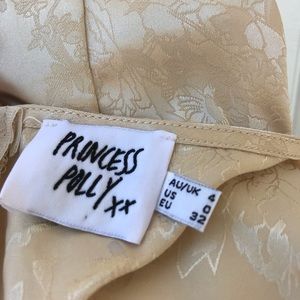 PRINCESS
POLLY xx
AU/UK 4
US 0
EU 32